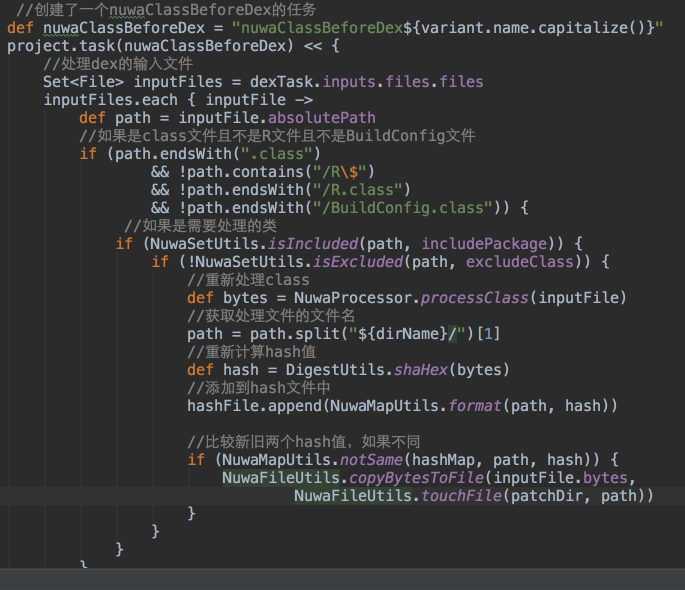 //创建了一个nuwaClassBeforeDex的任务
def nuwaClassBeforeDex = "nuwaClassBeforeDex${variant.name.capitalize()}"
project.task(nuwaClassBeforeDex) << {
//处理dex的输入文件
Set<File> inputFiles = dexTask.inputs.files.files
inputFiles.each { inputFile ->
def path = inputFile.absolutePath
//如果是class文件且不是R文件且不是BuildConfig文件
if (path.endsWith(".class")
&& !path.contains("/R\$")
&& !path.endsWith("/R.class")
&& !path.endsWith("/BuildConfig.class")) {
//如果是需要处理的类
if (NuwaSetUtils.isIncluded(path, includePackage)) {
if (!NuwaSetUtils.isExcluded(path, excludeClass)) {
//重新处理class
def bytes = NuwaProcessor.processClass(inputFile)
//获取处理文件的文件名
path = path.split("${dirName}/")[1]
//重新计算hash值
def hash = DigestUtils.shaHex(bytes)
//添加到hash文件中
hashFile.append(NuwaMapUtils.format(path, hash))
//比较新旧两个hash值，如果不同
if (NuwaMapUtils.notSame(hashMap, path, hash)) {
NuwaFileUtils.copyBytesToFile(inputFile.bytes,
NuwaFileUtils.touchFile(patchDir, path))
}
}
}
}